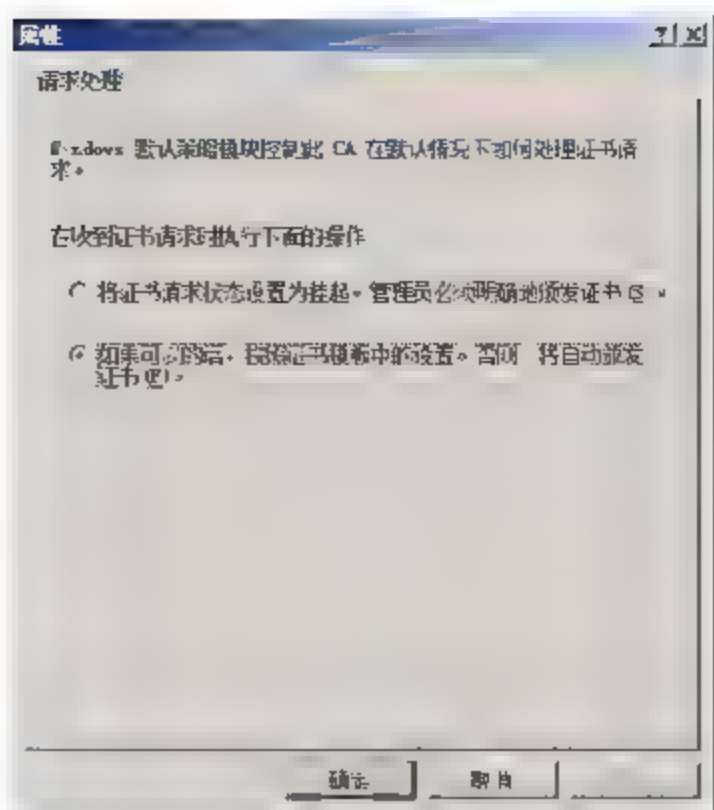 属性
请求处理
Windows 默认策略模块控制此 CA 在默认情况下如何处理证书请
求。
在收到证书请求时执行下面的操作
将证书请求状态设置为挂起。管理员必须明确地颁发证书(S)。
如果可以的话，按照证书模板中的设置。否则，将自动颁发
证书(F)。
确定
取消